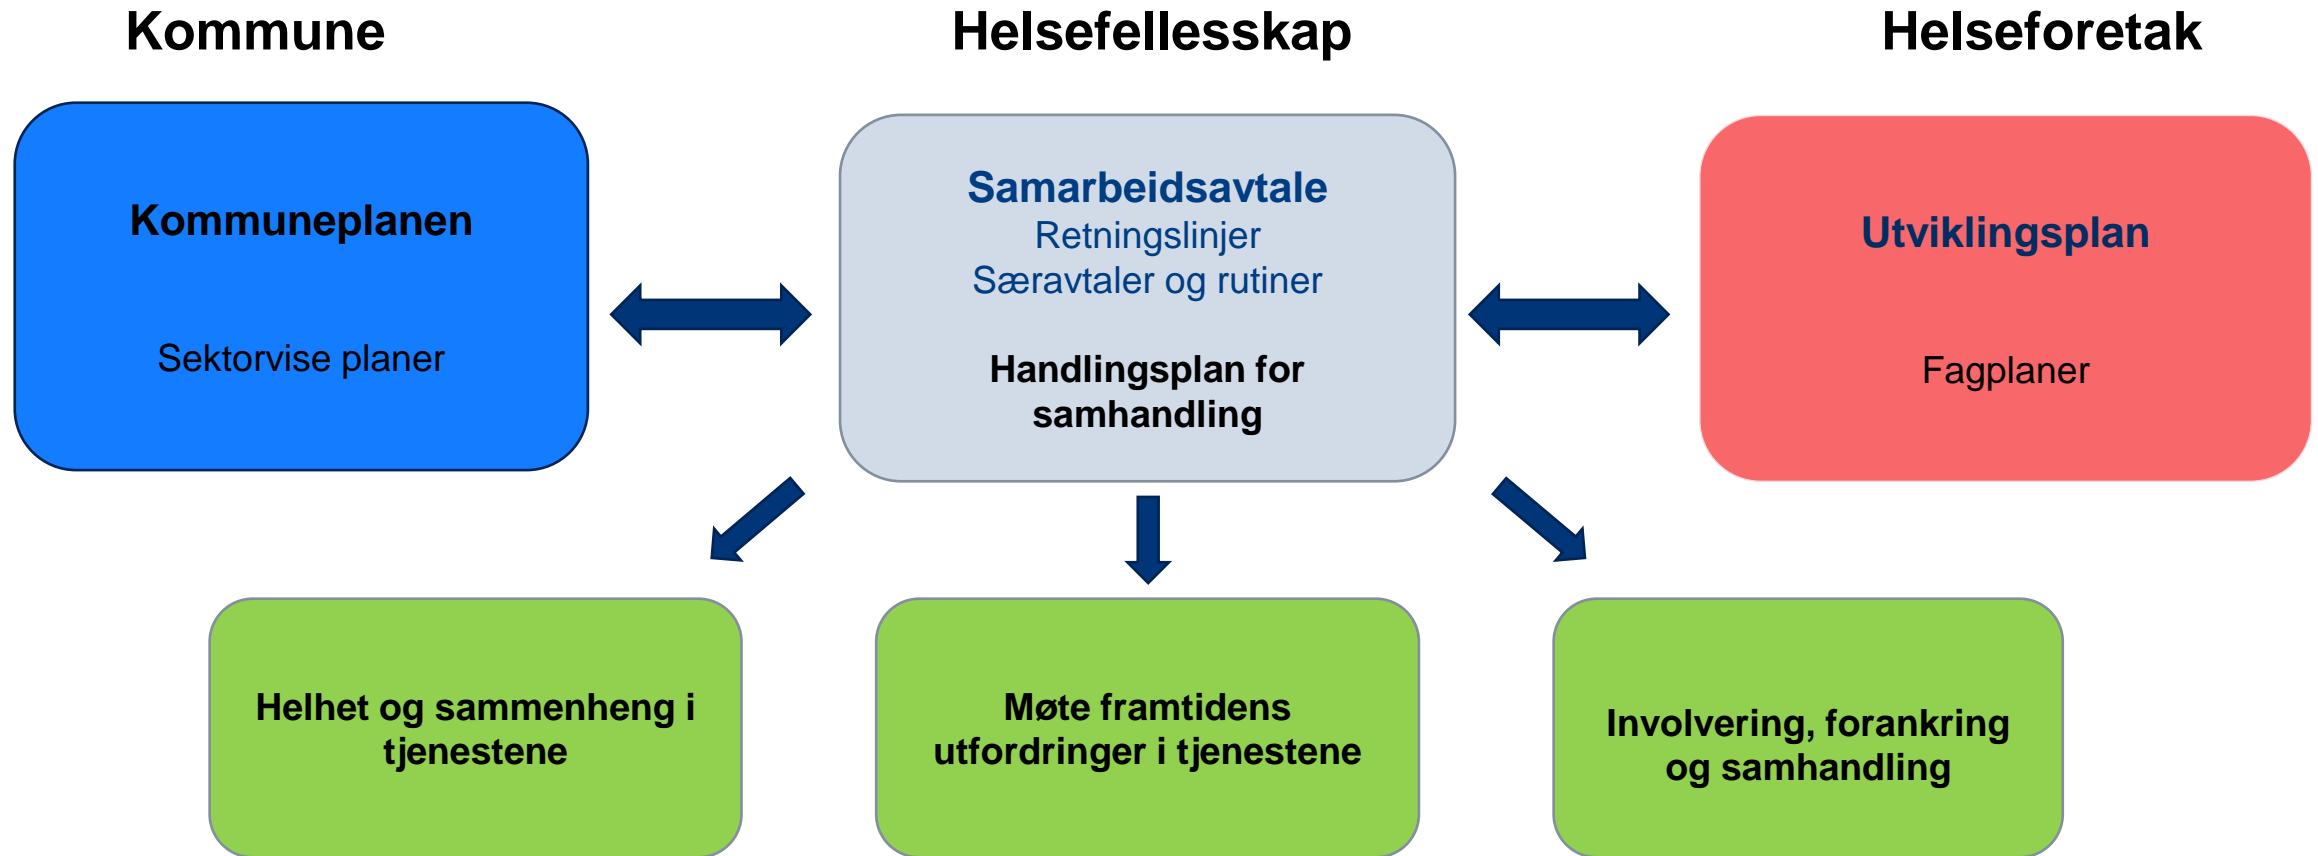 Kommune
Helsefellesskap
Helseforetak
Kommuneplanen
Sektorvise planer
Samarbeidsavtale
Retningslinjer
Særavtaler og rutiner
Handlingsplan for
samhandling
Utviklingsplan
Fagplaner
Helhet og sammenheng i
tjenestene
Møte framtidens
utfordringer i tjenestene
Involvering, forankring
og samhandling